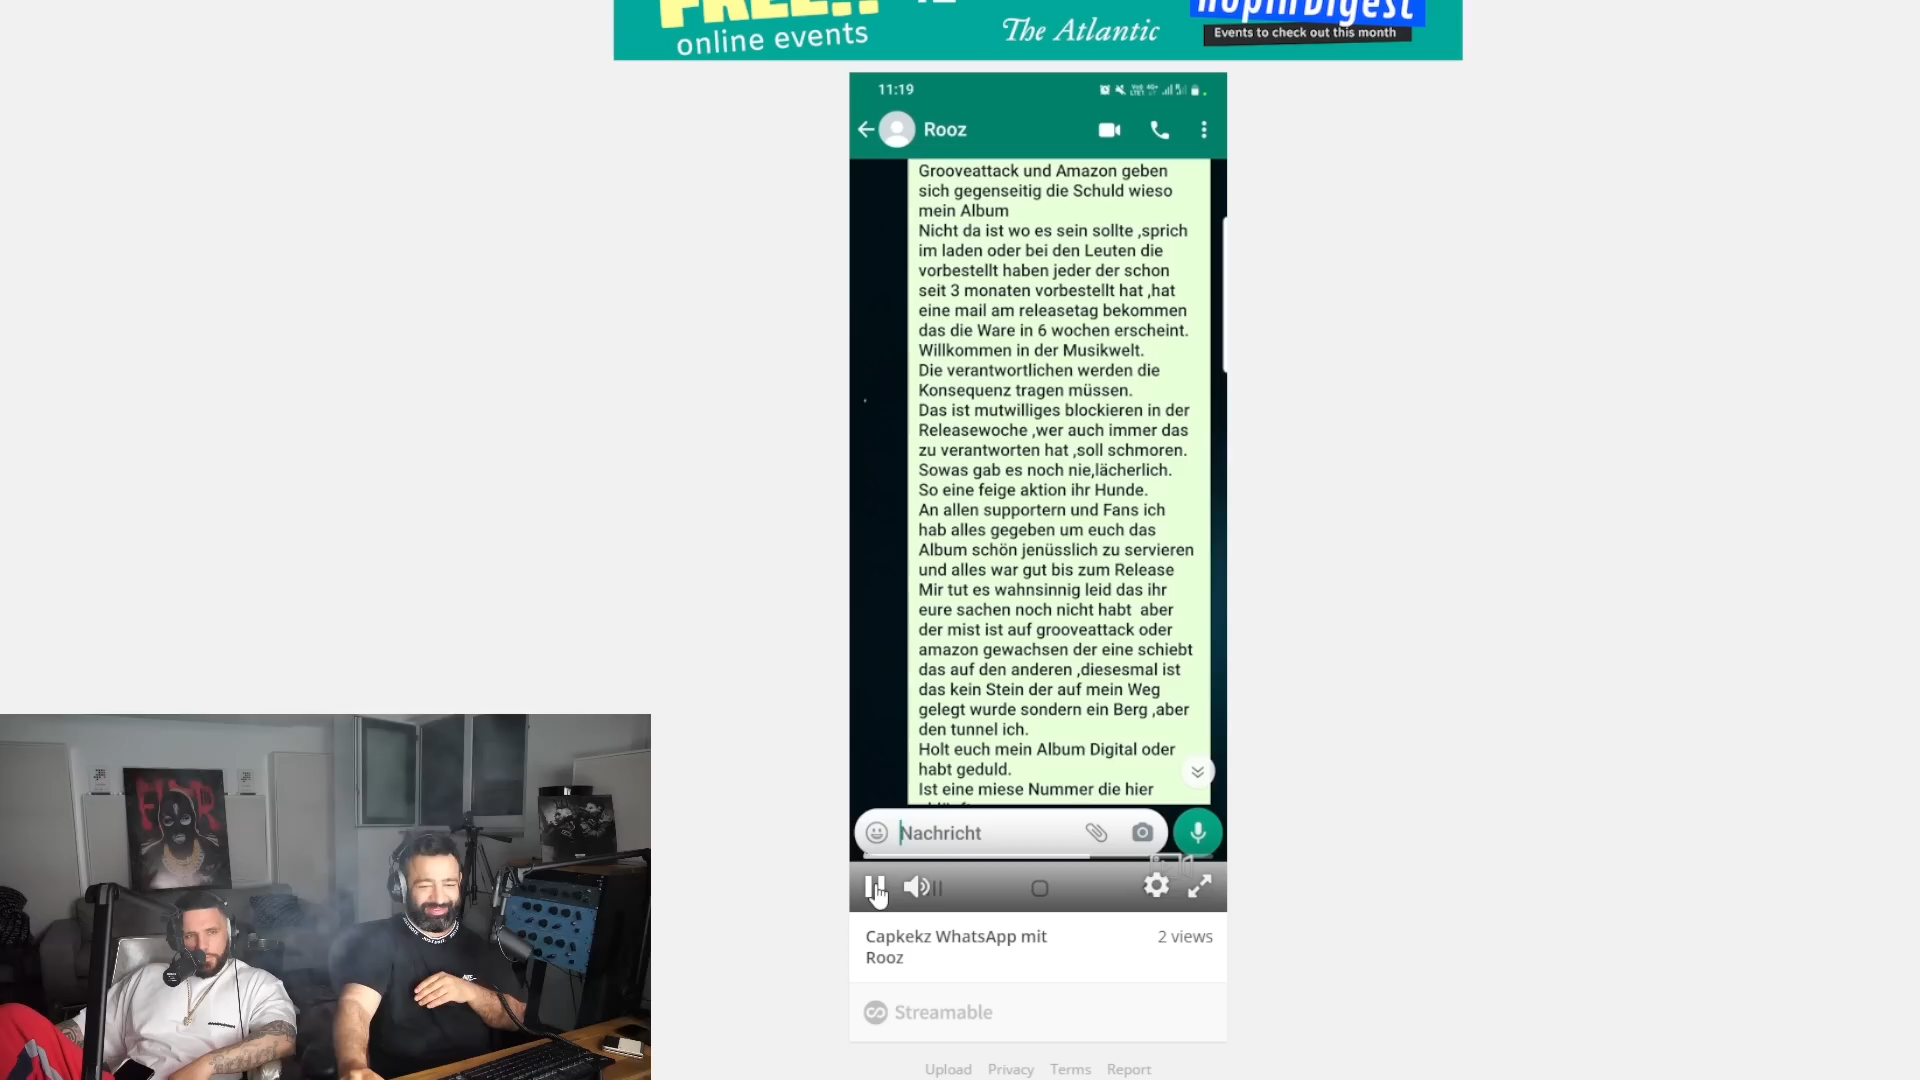 FREE!!
online events
The Atlantic
HopinDigest
Events to check out this month
11:19
Rooz
Grooveattack und Amazon geben
sich gegenseitig die Schuld wieso
mein Album
Nicht da ist wo es sein sollte ,sprich
im laden oder bei den Leuten die
vorbestellt haben jeder der schon
seit 3 monaten vorbestellt hat ,hat
eine mail am releasetag bekommen
das die Ware in 6 wochen erscheint.
Willkommen in der Musikwelt.
Die verantwortlichen werden die
Konsequenz tragen müssen.
Das ist mutwilliges blockieren in der
Releasewoche ,wer auch immer das
zu verantworten hat ,soll schmoren.
Sowas gab es noch nie,lächerlich.
So eine feige aktion ihr Hunde.
An allen supportern und Fans ich
hab alles gegeben um euch das
Album schön jenüsslich zu servieren
und alles war gut bis zum Release
Mir tut es wahnsinnig leid das ihr
eure sachen noch nicht habt  aber
der mist ist auf grooveattack oder
amazon gewachsen der eine schiebt
das auf den anderen ,diesesmal ist
das kein Stein der auf mein Weg
gelegt wurde sondern ein Berg ,aber
den tunnel ich.
Holt euch mein Album Digital oder
habt geduld.
Ist eine miese Nummer die hier
Nachricht
Capkekz WhatsApp mit
Rooz
2 views
Streamable
Upload Privacy Terms Report